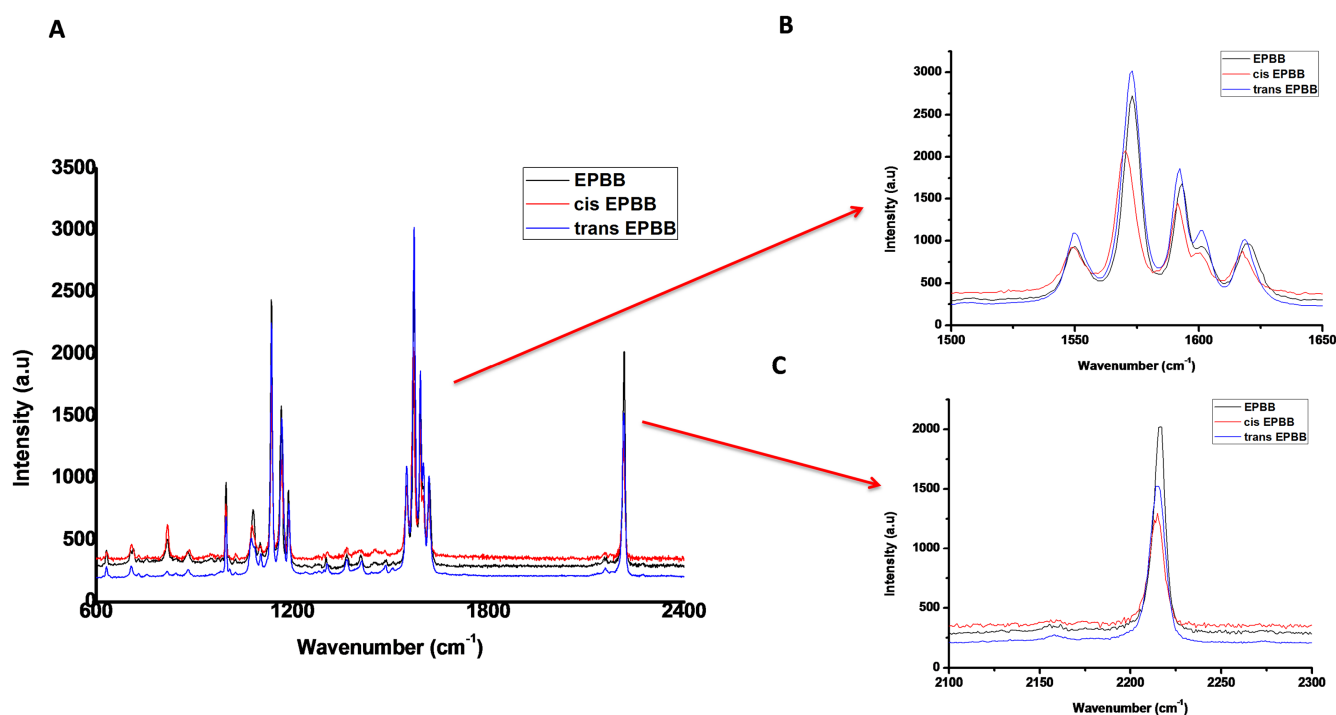 A
3500
3000
2500
2000
1500
1000
500
0
Intensity (a.u)
600
1200
1800
2400
Wavenumber (cm-1)
EPBB
cis EPBB
trans EPBB
B
3000
2500
2000
1500
1000
500
0
Intensity (a.u)
1500
1550
1600
1650
Wavenumber (cm-1)
EPBB
cis EPBB
trans EPBB
C
2000
1500
1000
500
0
Intensity (a.u)
2100
2150
2200
2250
2300
Wavenumber (cm-1)
EPBB
cis EPBB
trans EPBB